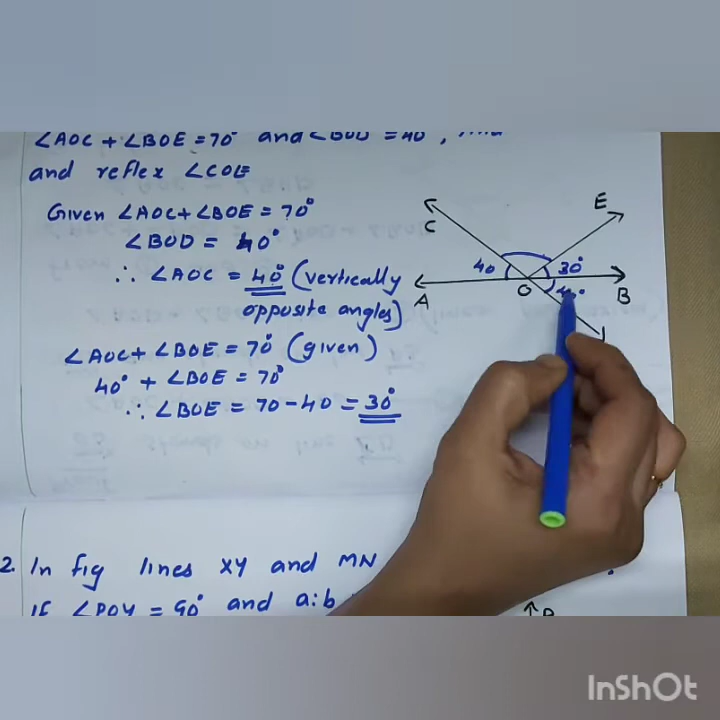 ∠AOC + ∠BOE = 70° and ∠BOD = 40°,
and reflex ∠COE
Given ∠AOC + ∠BOE = 70°
∠BOD = 40°
∴ ∠AOC = 40° (vertically
opposite angles)
∠AOC + ∠BOE = 70° (given)
40° + ∠BOE = 70°
∴ ∠BOE = 70 - 40 = 30°
C
E
40
30°
A
O
40°
B
2. In fig lines XY and MN
If ∠POY = 90° and a:b
P
InShOt